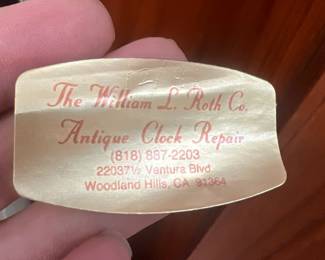 The William L. Roth Co.
Antique Clock Repair
(818) 887-2203
22037½ Ventura Blvd.
Woodland Hills, CA 91364